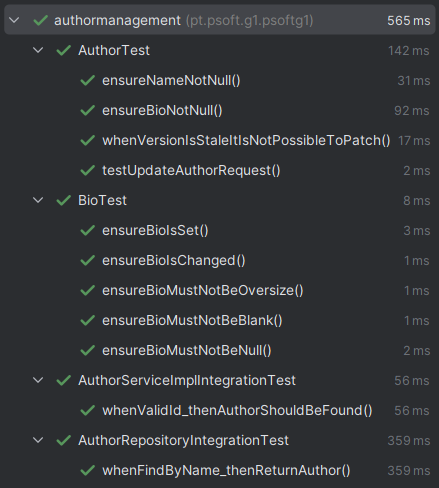 authormanagement (pt.psoft.g1.psoftg1) 565 ms
AuthorTest 142 ms
ensureNameNotNull() 31 ms
ensureBioNotNull() 92 ms
whenVersionIsStaleItIsNotPossibleToPatch() 17 ms
testUpdateAuthorRequest() 2 ms
BioTest 8 ms
ensureBioIsSet() 3 ms
ensureBioIsChanged() 1 ms
ensureBioMustNotBeOversize() 1 ms
ensureBioMustNotBeBlank() 1 ms
ensureBioMustNotBeNull() 2 ms
AuthorServiceImplIntegrationTest 56 ms
whenValidId_thenAuthorShouldBeFound() 56 ms
AuthorRepositoryIntegrationTest 359 ms
whenFindByName_thenReturnAuthor() 359 ms